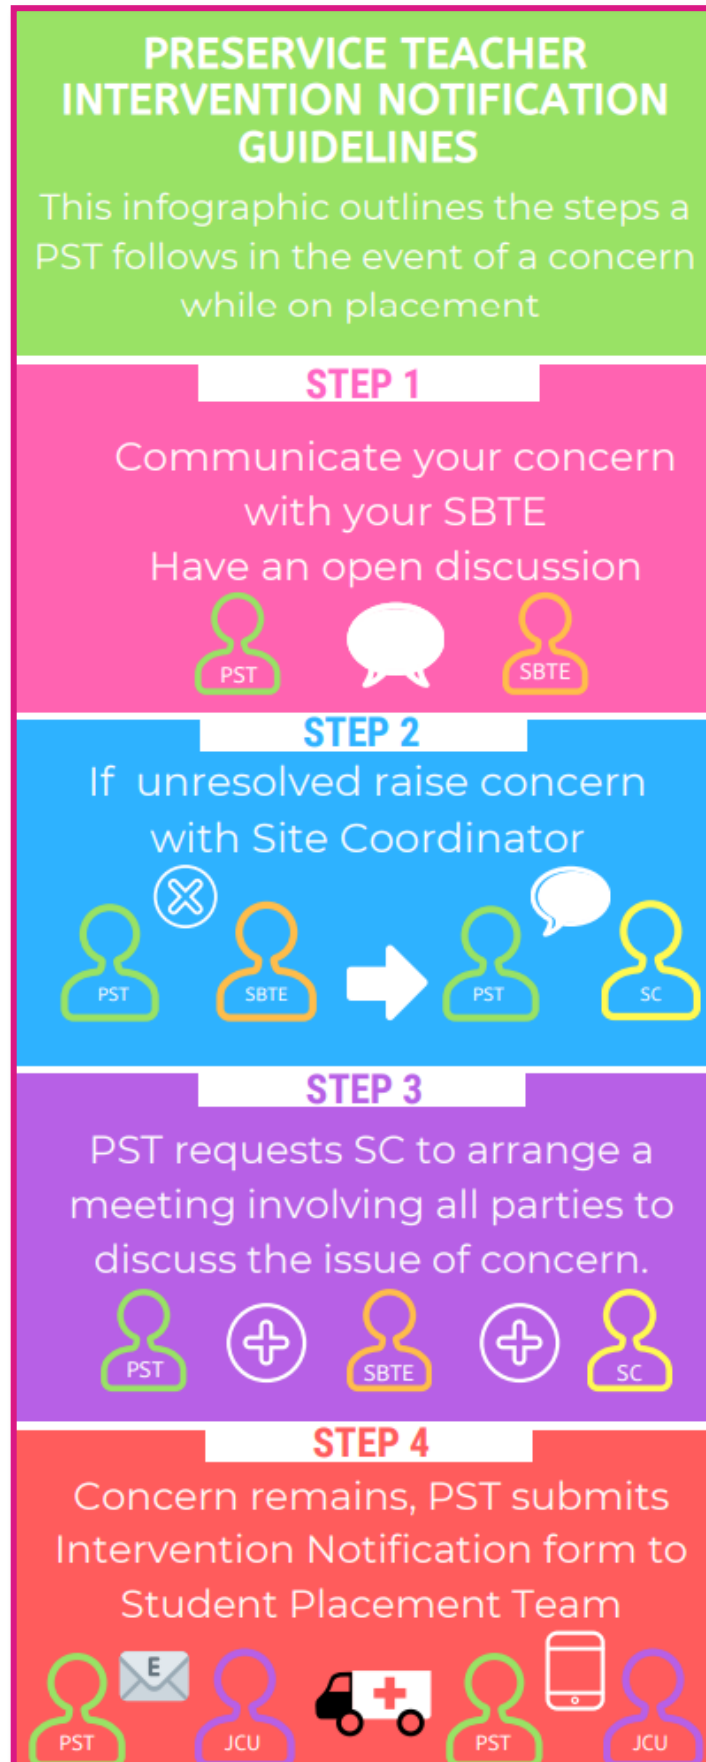 PRESERVICE TEACHER
INTERVENTION NOTIFICATION
GUIDELINES
This infographic outlines the steps a
PST follows in the event of a concern
while on placement
STEP 1
Communicate your concern
with your SBTE
Have an open discussion
PST
SBTE
STEP 2
If unresolved raise concern
with Site Coordinator
PST
SBTE
PST
SC
STEP 3
PST requests SC to arrange a
meeting involving all parties to
discuss the issue of concern.
PST
SBTE
SC
STEP 4
Concern remains, PST submits
Intervention Notification form to
Student Placement Team
E
PST
JCU
PST
JCU